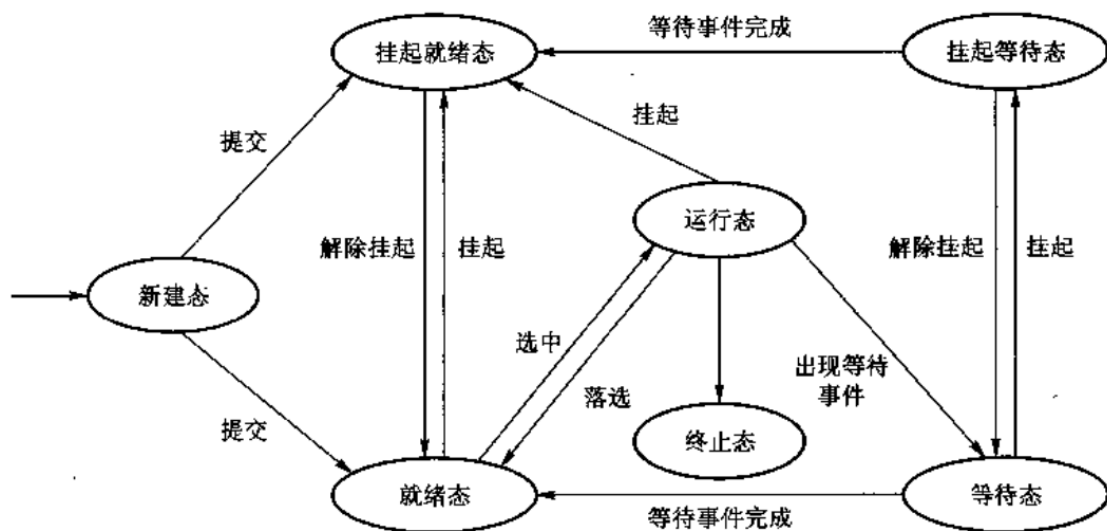 等待事件完成
挂起就绪态
挂起等待态
挂起
提交
运行态
解除挂起
挂起
解除挂起
挂起
新建态
选中
出现等待
事件
落选
提交
终止态
就绪态
等待态
等待事件完成